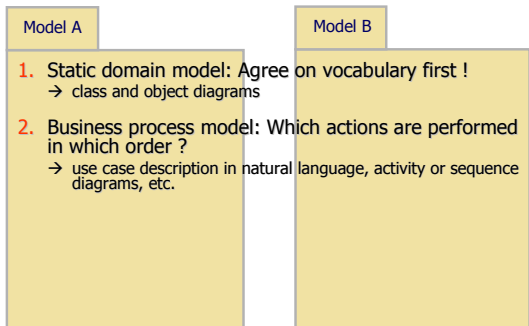 Model A
Model B
1. Static domain model: Agree on vocabulary first !
→ class and object diagrams
2. Business process model: Which actions are performed
in which order ?
→ use case description in natural language, activity or sequence
diagrams, etc.